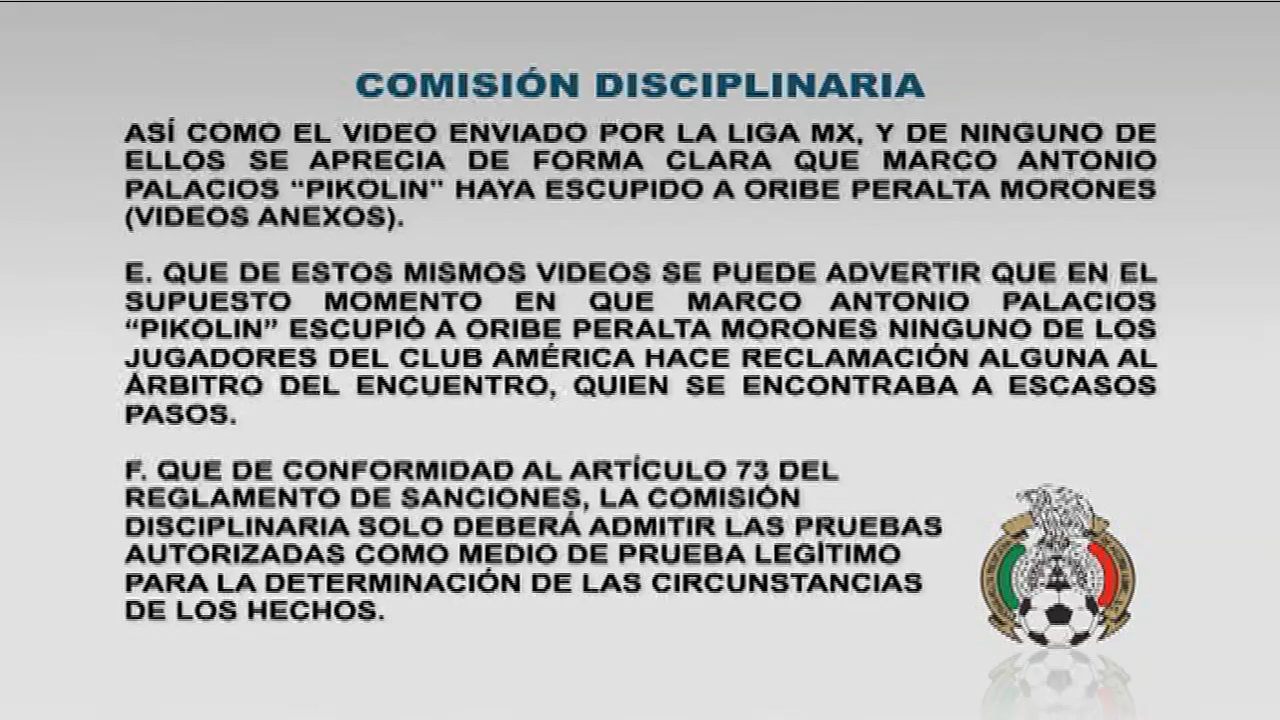 COMISIÓN DISCIPLINARIA
ASÍ COMO EL VIDEO ENVIADO POR LA LIGA MX, Y DE NINGUNO DE
ELLOS SE APRECIA DE FORMA CLARA QUE MARCO ANTONIO
PALACIOS "PIKOLIN" HAYA ESCUPIDO A ORIBE PERALTA MORONES
(VIDEOS ANEXOS).
E. QUE DE ESTOS MISMOS VIDEOS SE PUEDE ADVERTIR QUE EN EL
SUPUESTO MOMENTO EN QUE MARCO ANTONIO PALACIOS
“PIKOLIN” ESCUPIÓ A ORIBE PERALTA MORONES NINGUNO DE LOS
JUGADORES DEL CLUB AMÉRICA HACE RECLAMACIÓN ALGUNA AL
ÁRBITRO DEL ENCUENTRO, QUIEN SE ENCONTRABA A ESCASOS
PASOS.
F. QUE DE CONFORMIDAD AL ARTÍCULO 73 DEL
REGLAMENTO DE SANCIONES, LA COMISIÓN
DISCIPLINARIA SOLO DEBERÁ ADMITIR LAS PRUEBAS
AUTORIZADAS COMO MEDIO DE PRUEBA LEGÍTIMO
PARA LA DETERMINACIÓN DE LAS CIRCUNSTANCIAS
DE LOS HECHOS.